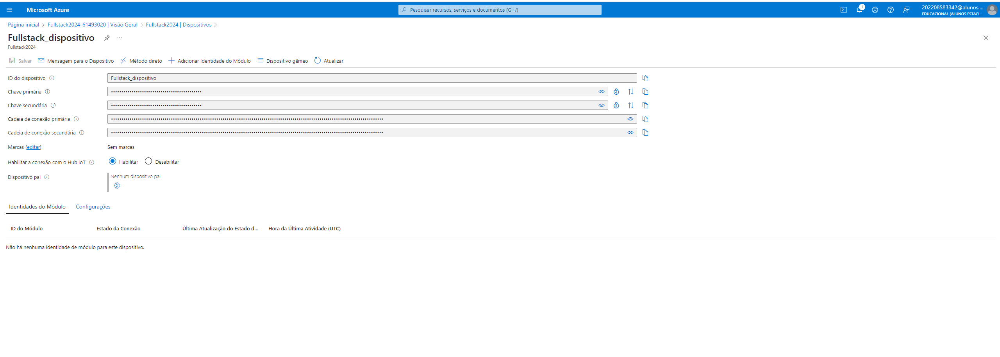 Microsoft Azure
Pesquisar recursos, serviços e documentos (G+/)
1
202208583342@alunos....
EDUCACIONAL (ALUNOS.ESTACI...
Página inicial > Fullstack2024-61493020 | Visão Geral > Fullstack2024 | Dispositivos >
Fullstack_dispositivo ...
Fullstack2024
Salvar Mensagem para o Dispositivo Método direto Adicionar Identidade do Módulo Dispositivo gêmeo Atualizar
ID do dispositivo Fullstack_dispositivo
Chave primária
Chave secundária
Cadeia de conexão primária
Cadeia de conexão secundária
Marcas (editar) Sem marcas
Habilitar a conexão com o Hub IoT Habilitar Desabilitar
Dispositivo pai Nenhum dispositivo pai
Identidades do Módulo Configurações
ID do Módulo Estado da Conexão Última Atualização do Estado d... Hora da Última Atividade (UTC)
Não há nenhuma identidade de módulo para este dispositivo.